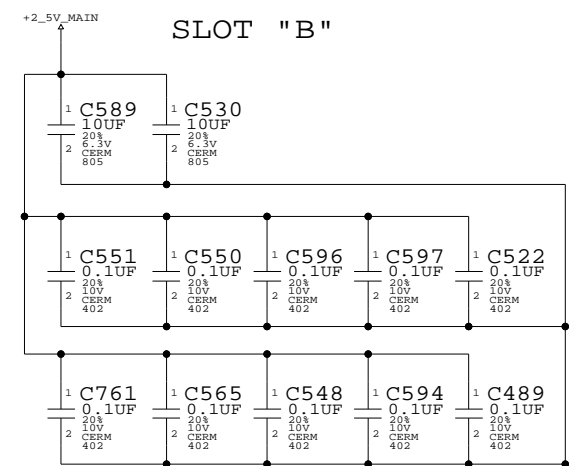 +2_5V_MAIN
SLOT "B"
1 C589
10UF
20%
6.3V
2 CERM
805
1 C530
10UF
20%
6.3V
2 CERM
805
1 C551
0.1UF
20%
10V
2 CERM
402
1 C550
0.1UF
20%
10V
2 CERM
402
1 C596
0.1UF
20%
10V
2 CERM
402
1 C597
0.1UF
20%
10V
2 CERM
402
1 C522
0.1UF
20%
10V
2 CERM
402
1 C761
0.1UF
20%
10V
2 CERM
402
1 C565
0.1UF
20%
10V
2 CERM
402
1 C548
0.1UF
20%
10V
2 CERM
402
1 C594
0.1UF
20%
10V
2 CERM
402
1 C489
0.1UF
20%
10V
2 CERM
402